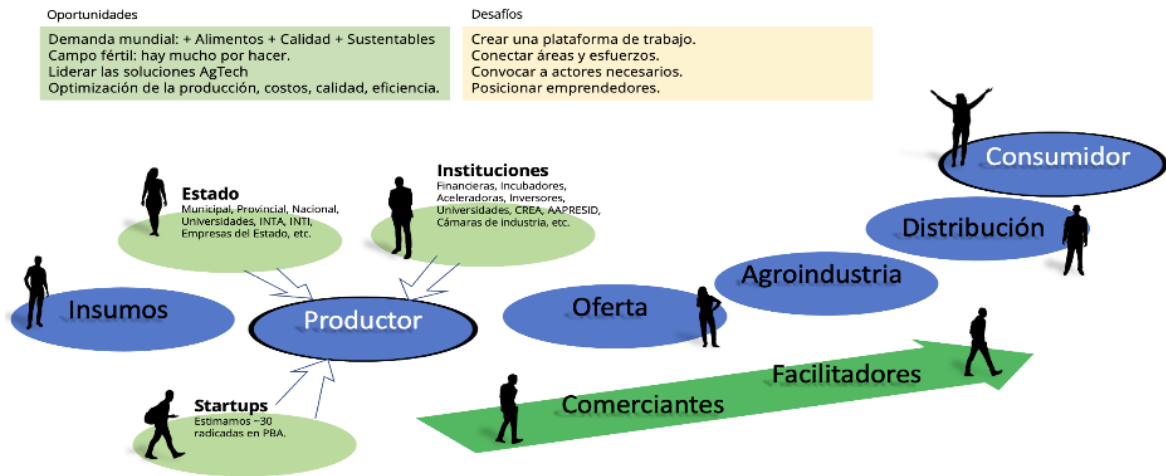 Oportunidades
Demanda mundial: + Alimentos + Calidad + Sustentables
Campo fértil: hay mucho por hacer.
Liderar las soluciones AgTech
Optimización de la producción, costos, calidad, eficiencia.
Desafíos
Crear una plataforma de trabajo.
Conectar áreas y esfuerzos.
Convocar a actores necesarios.
Posicionar emprendedores.
Consumidor
Distribución
Agroindustria
Estado
Municipal, Provincial, Nacional,
Universidades, INTA, INTI,
Empresas del Estado, etc.
Instituciones
Financieras, Incubadores,
Aceleradoras, Inversores,
Universidades, CREA, AAPRESID,
Cámaras de industria, etc.
Insumos
Productor
Oferta
Startups
Estimamos ~30
radicadas en PBA.
Comerciantes
Facilitadores